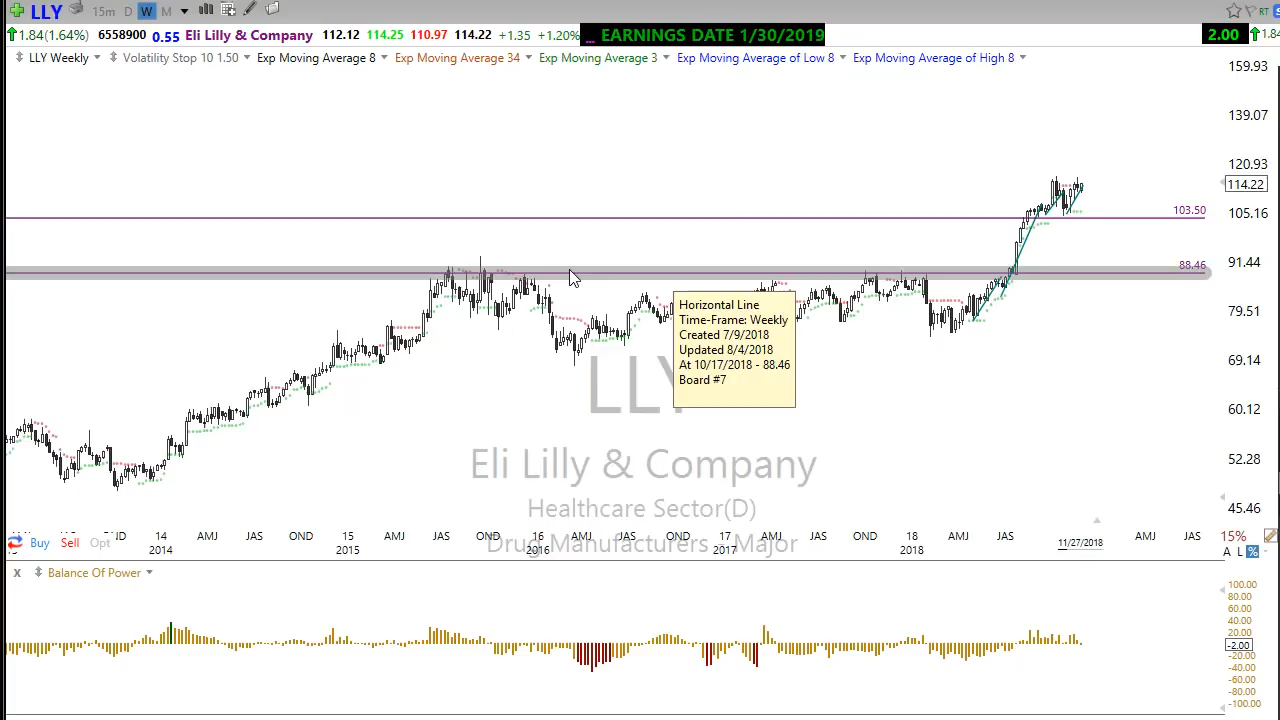 LLY 15m D W M RT
1.84(1.64%) 6558900 0.55 Eli Lilly & Company 112.12 114.25 110.97 114.22 +1.35 +1.20% EARNINGS DATE 1/30/2019 2.00 1.84
LLY Weekly Volatility Stop 10 1.50 Exp Moving Average 8 Exp Moving Average 34 Exp Moving Average 3 Exp Moving Average of Low 8 Exp Moving Average of High 8
159.93
139.07
120.93
114.22
103.50
105.16
88.46
91.44
79.51
69.14
60.12
52.28
45.46
Horizontal Line
Time-Frame: Weekly
Created 7/9/2018
Updated 8/4/2018
At 10/17/2018 - 88.46
Board #7
LLY
Eli Lilly & Company
Healthcare Sector(D)
Drug Manufacturers - Major
14 AMJ JAS OND 15 AMJ JAS OND 16 AMJ JAS OND 17 AMJ JAS OND 18 AMJ JAS AMJ JAS
2014 2015 2016 2017 2018 11/27/2018
Buy Sell Opt
15%
A L %
X Balance Of Power
100.00
80.00
60.00
40.00
20.00
-2.00
-20.00
-40.00
-60.00
-80.00
-100.00